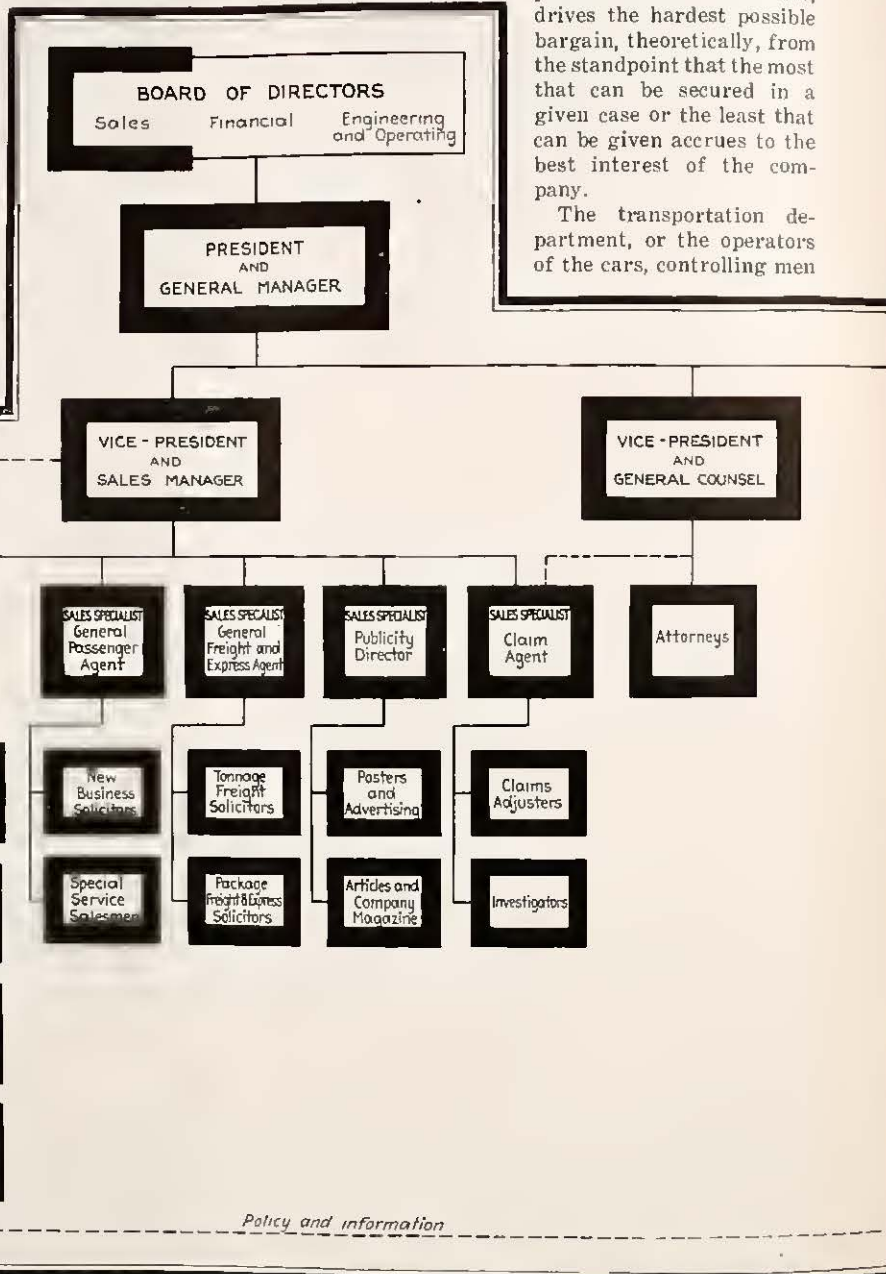 drives the hardest possible
bargain, theoretically, from
the standpoint that the most
that can be secured in a
given case or the least that
can be given accrues to the
best interest of the com-
pany.
The transportation de-
partment, or the operators
of the cars, controlling men
BOARD OF DIRECTORS
Sales Financial Engineering
and Operating
PRESIDENT
AND
GENERAL MANAGER
VICE - PRESIDENT
AND
SALES MANAGER
VICE - PRESIDENT
AND
GENERAL COUNSEL
SALES SPECIALIST
General
Passenger
Agent
SALES SPECIALIST
General
Freight and
Express Agent
SALES SPECIALIST
Publicity
Director
SALES SPECIALIST
Claim
Agent
Attorneys
New
Business
Solicitors
Tonnage
Freight
Solicitors
Posters
and
Advertising
Claims
Adjusters
Special
Service
Salesmen
Package
Freight & Express
Solicitors
Articles and
Company
Magazine
Investigators
Policy and information